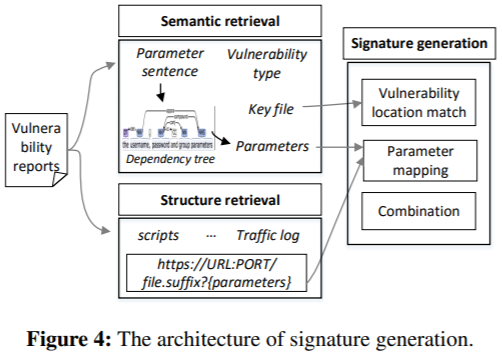 Semantic retrieval
Parameter
sentence
Vulnerability
type
Key file
the username, password and group parameters
Dependency tree
Parameters
Vulnera
bility
reports
Structure retrieval
scripts ... Traffic log
https://URL:PORT/
file.suffix?{parameters}
Signature generation
Vulnerability
location match
Parameter
mapping
Combination
Figure 4: The architecture of signature generation.